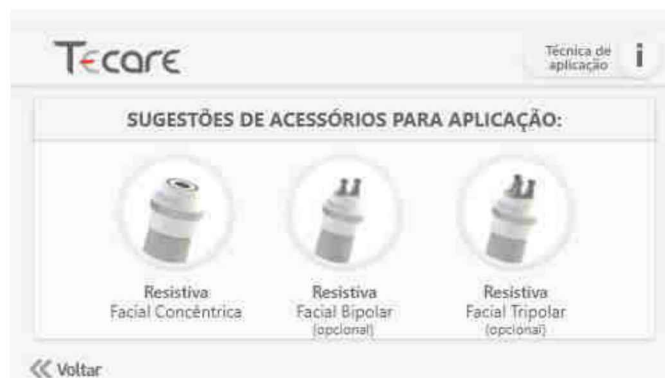 Tecare
Técnica de
aplicação
i
SUGESTÕES DE ACESSÓRIOS PARA APLICAÇÃO:
Resistiva
Facial Concêntrica
Resistiva
Facial Bipolar
(opcional)
Resistiva
Facial Tripolar
(opcional)
Voltar